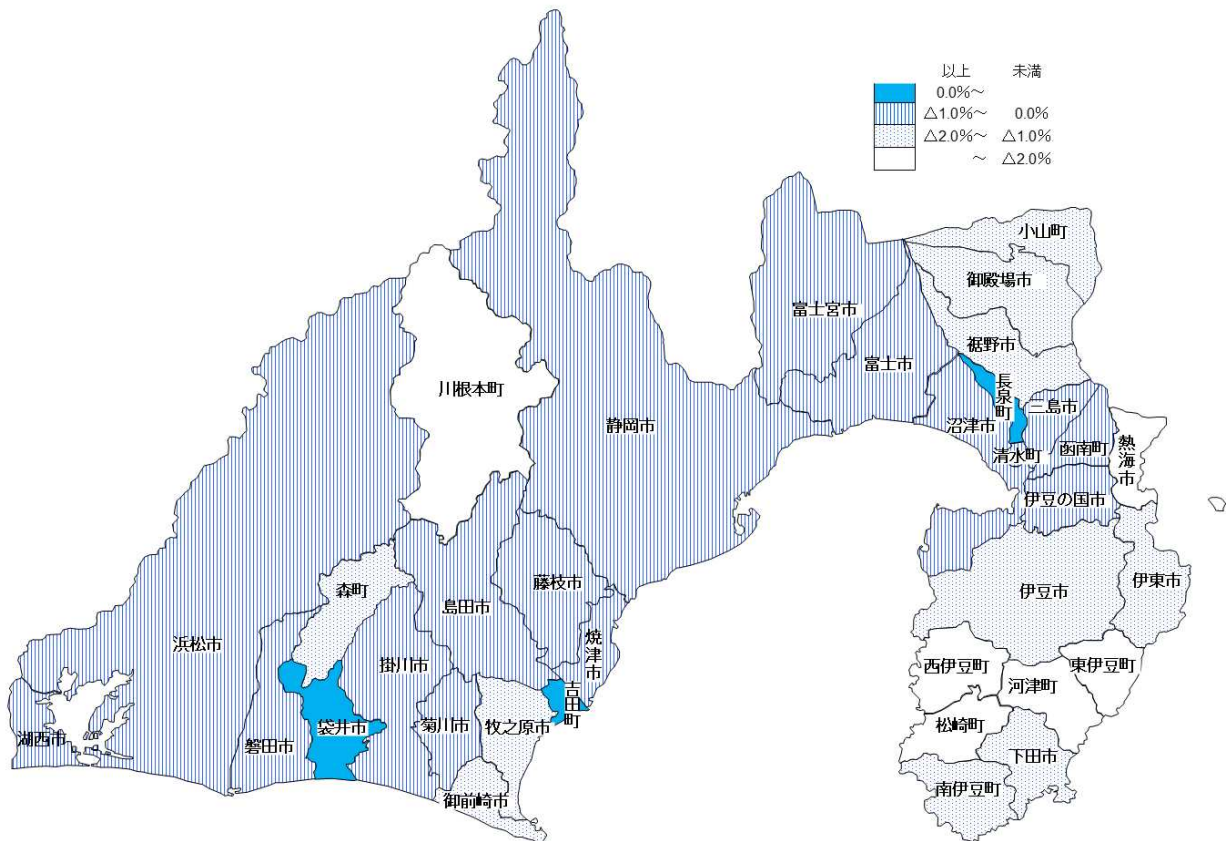 以上 未満
0.0%～
△1.0%～ 0.0%
△2.0%～ △1.0%
～ △2.0%
小山町
御殿場市
富士宮市
裾野市
富士市
長泉町
川根本町
三島市
静岡市
沼津市
清水町
函南町
熱海市
伊豆の国市
藤枝市
伊東市
森町
伊豆市
島田市
浜松市
焼津市
掛川市
西伊豆町
東伊豆町
河津町
吉田町
菊川市
牧之原市
松崎町
袋井市
湖西市
磐田市
下田市
南伊豆町
御前崎市